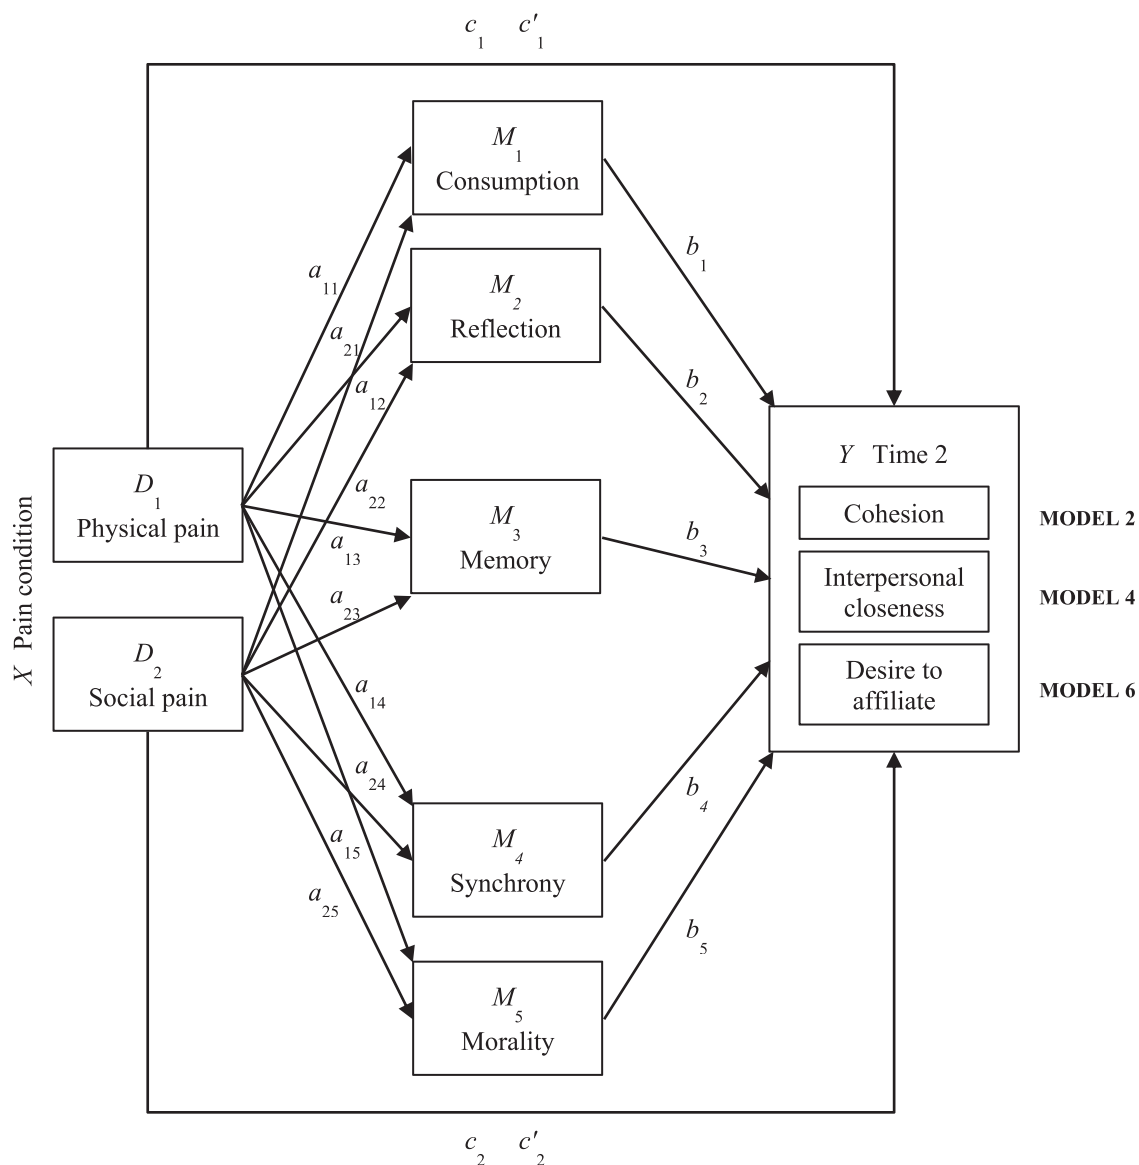 c₁ c′₁
M₁
Consumption
b₁
a₁₁
M₂
Reflection
a₂₁
a₁₂
b₂
X Pain condition
D₁
Physical pain
a₂₂
M₃
Memory
b₃
a₁₃
a₂₃
Y Time 2
Cohesion
MODEL 2
Interpersonal
closeness
MODEL 4
Desire to
affiliate
MODEL 6
D₂
Social pain
a₁₄
a₂₄
b₄
M₄
Synchrony
a₁₅
a₂₅
b₅
M₅
Morality
c₂ c′₂